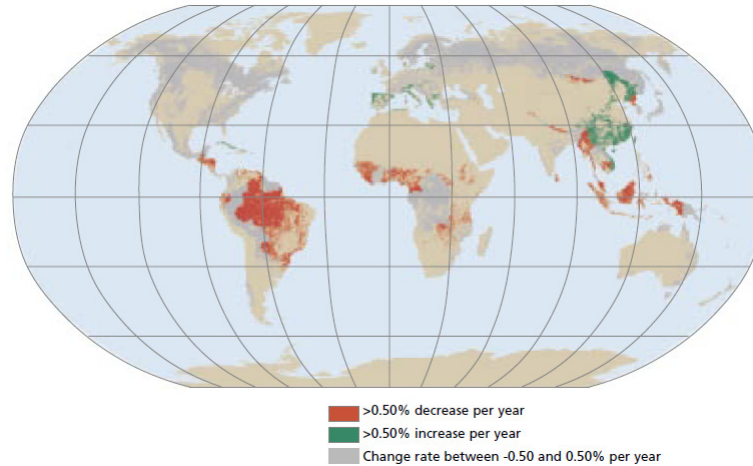 >0.50% decrease per year
>0.50% increase per year
Change rate between -0.50 and 0.50% per year